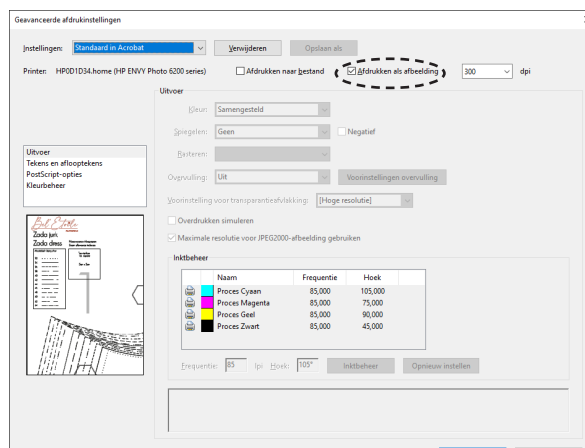 Geavanceerde afdrukinstellingen
Instellingen: Standaard in Acrobat Verwijderen Opslaan als
Printer: HP0D1D34.home (HP ENVY Photo 6200 series) Afdrukken naar bestand Afdrukken als afbeelding 300 dpi
Uitvoer
Tekens en aflooptekens
PostScript-opties
Kleurbeheer
Bel Etoile
Zada jurk
Zada dress
Uitvoer
Kleur: Samengesteld
Spiegelen: Geen Negatief
Rasteren:
Overvulling: Uit Voorinstellingen overvulling
Voorinstelling voor transparantieafvlakking: [Hoge resolutie]
Overdrukken simuleren
Maximale resolutie voor JPEG2000-afbeelding gebruiken
Inktbeheer
Naam Frequentie Hoek
Proces Cyaan 85,000 105,000
Proces Magenta 85,000 75,000
Proces Geel 85,000 90,000
Proces Zwart 85,000 45,000
Frequentie: 85 lpi Hoek: 105° Inktbeheer Opnieuw instellen